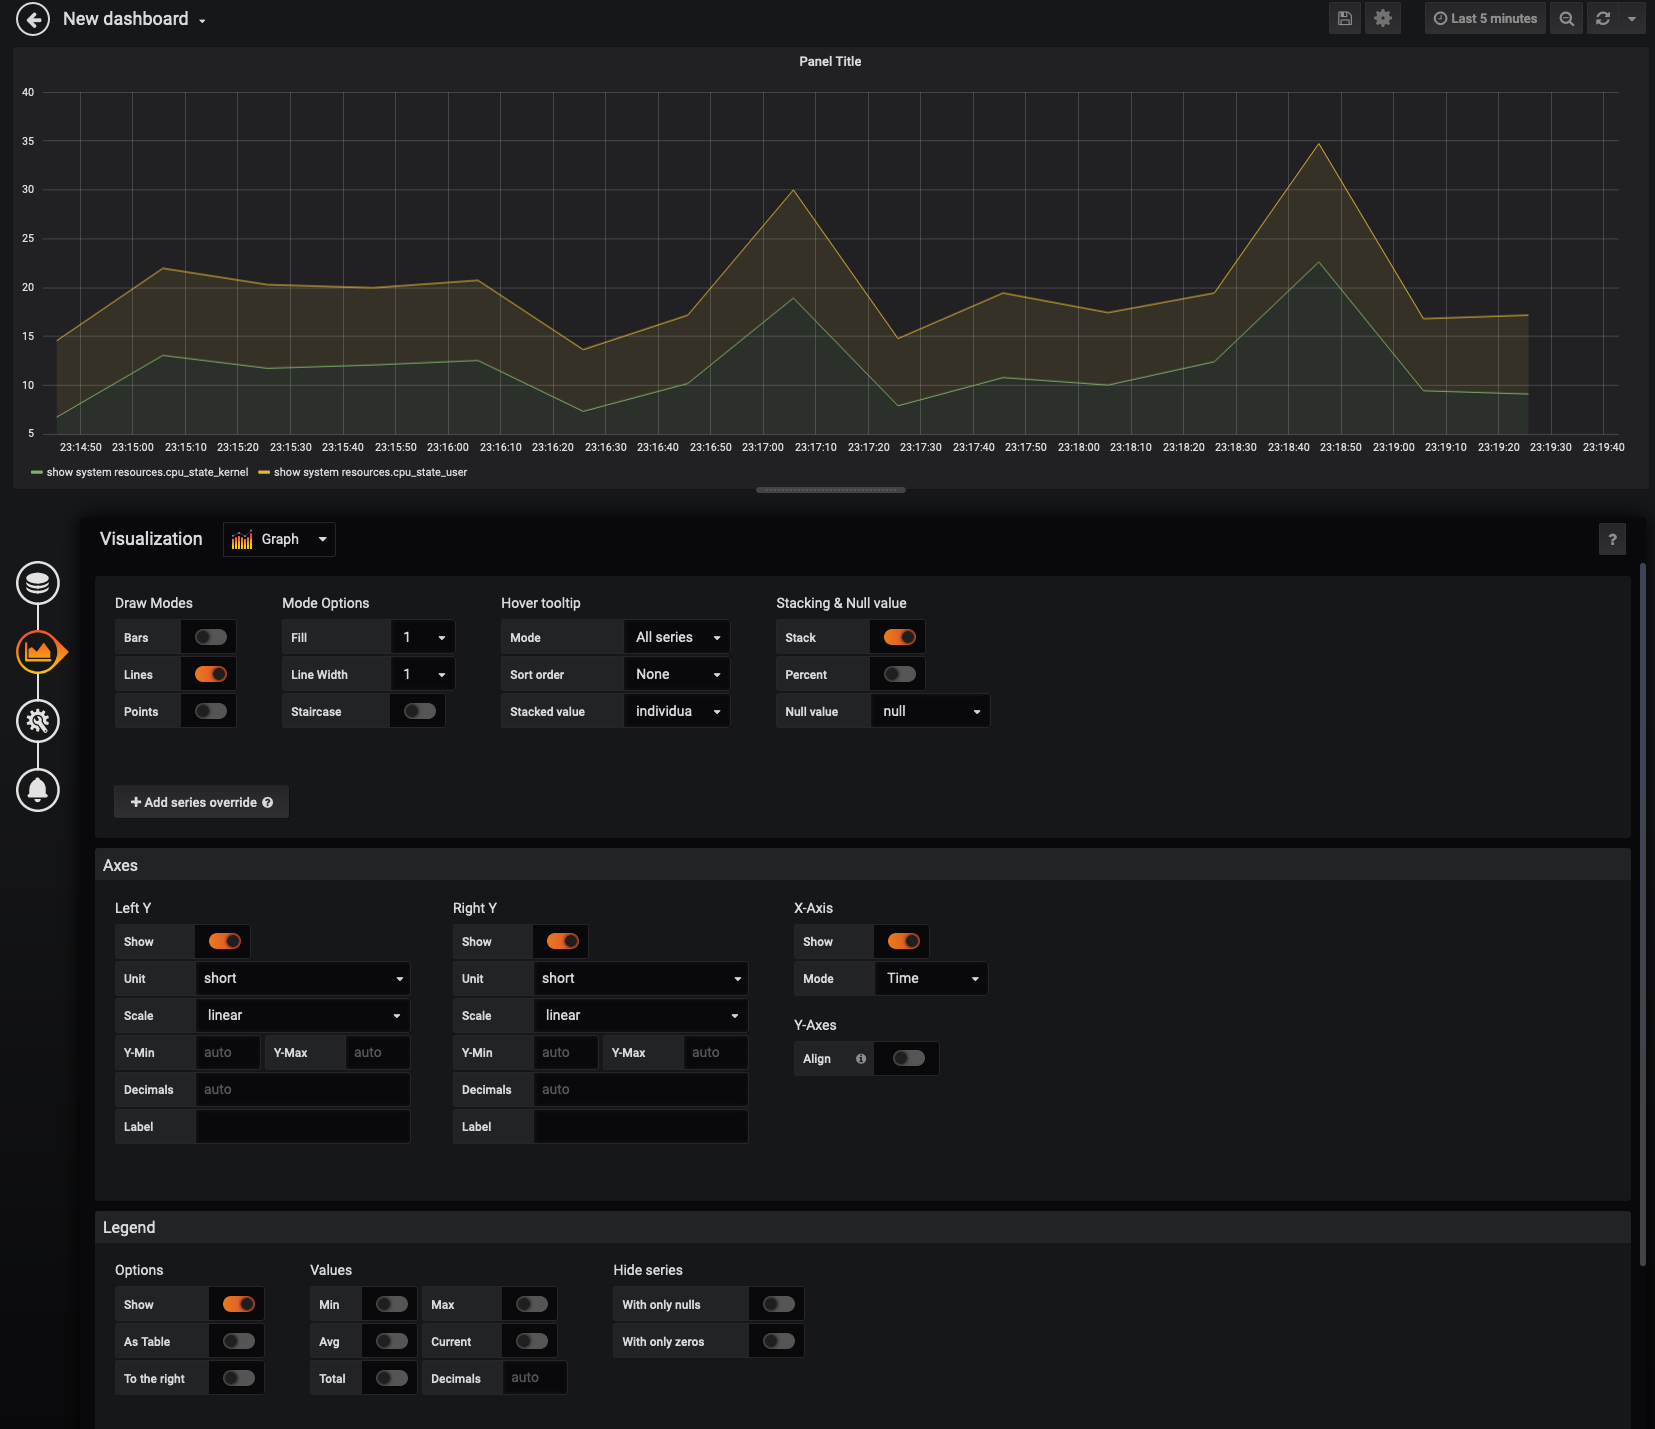 New dashboard
Last 5 minutes
Panel Title
40
35
30
25
20
15
10
5
23:14:50 23:15:00 23:15:10 23:15:20 23:15:30 23:15:40 23:15:50 23:16:00 23:16:10 23:16:20 23:16:30 23:16:40 23:16:50 23:17:00 23:17:10 23:17:20 23:17:30 23:17:40 23:17:50 23:18:00 23:18:10 23:18:20 23:18:30 23:18:40 23:18:50 23:19:00 23:19:10 23:19:20 23:19:30 23:19:40
show system resources.cpu_state_kernel show system resources.cpu_state_user
Visualization Graph ?
Draw Modes Mode Options Hover tooltip Stacking & Null value
Bars Fill 1 Mode All series Stack
Lines Line Width 1 Sort order None Percent
Points Staircase Stacked value individua Null value null
+ Add series override ?
Axes
Left Y Right Y X-Axis
Show Show Show
Unit short Unit short Mode Time
Scale linear Scale linear
Y-Axes
Y-Min auto Y-Max auto Y-Min auto Y-Max auto Align i
Decimals auto Decimals auto
Label Label
Legend
Options Values Hide series
Show Min Max With only nulls
As Table Avg Current With only zeros
To the right Total Decimals auto